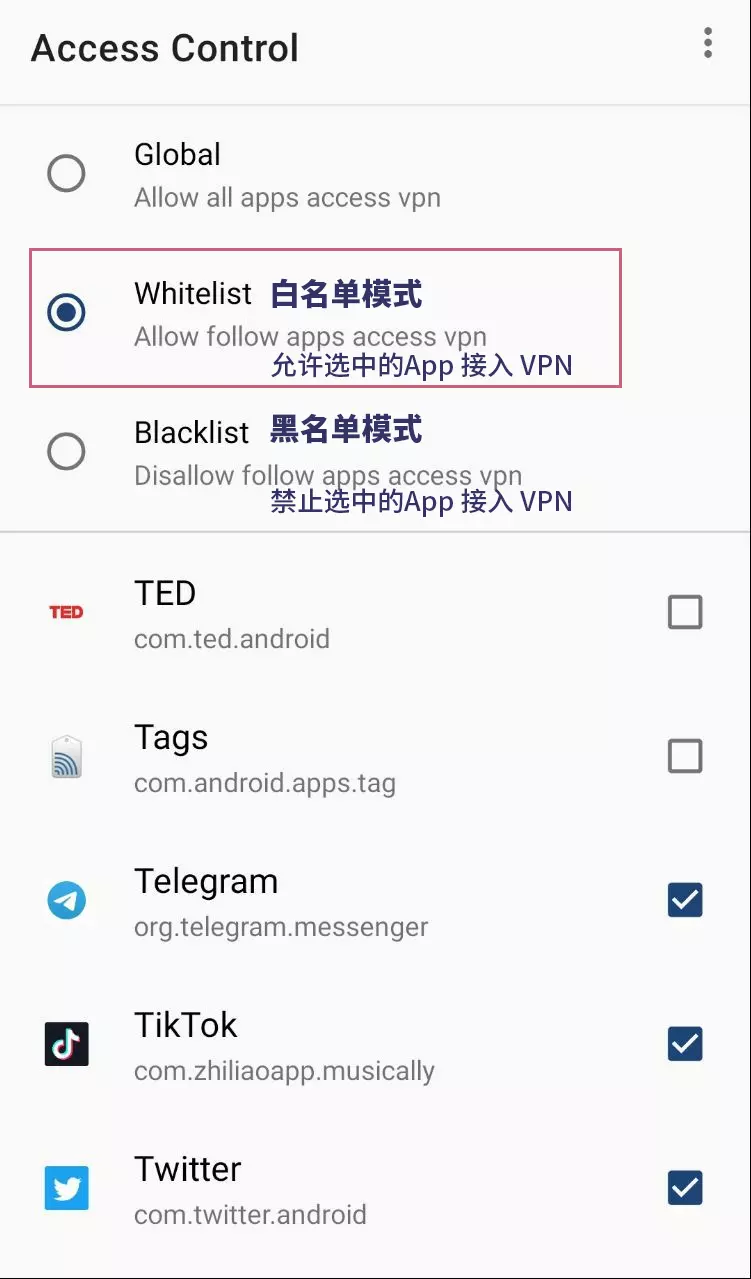 Access Control
Global
Allow all apps access vpn
Whitelist 白名单模式
Allow follow apps access vpn
允许选中的App 接入 VPN
Blacklist 黑名单模式
Disallow follow apps access vpn
禁止选中的App 接入 VPN
TED
TED
com.ted.android
Tags
com.android.apps.tag
Telegram
org.telegram.messenger
TikTok
com.zhiliaoapp.musically
Twitter
com.twitter.android